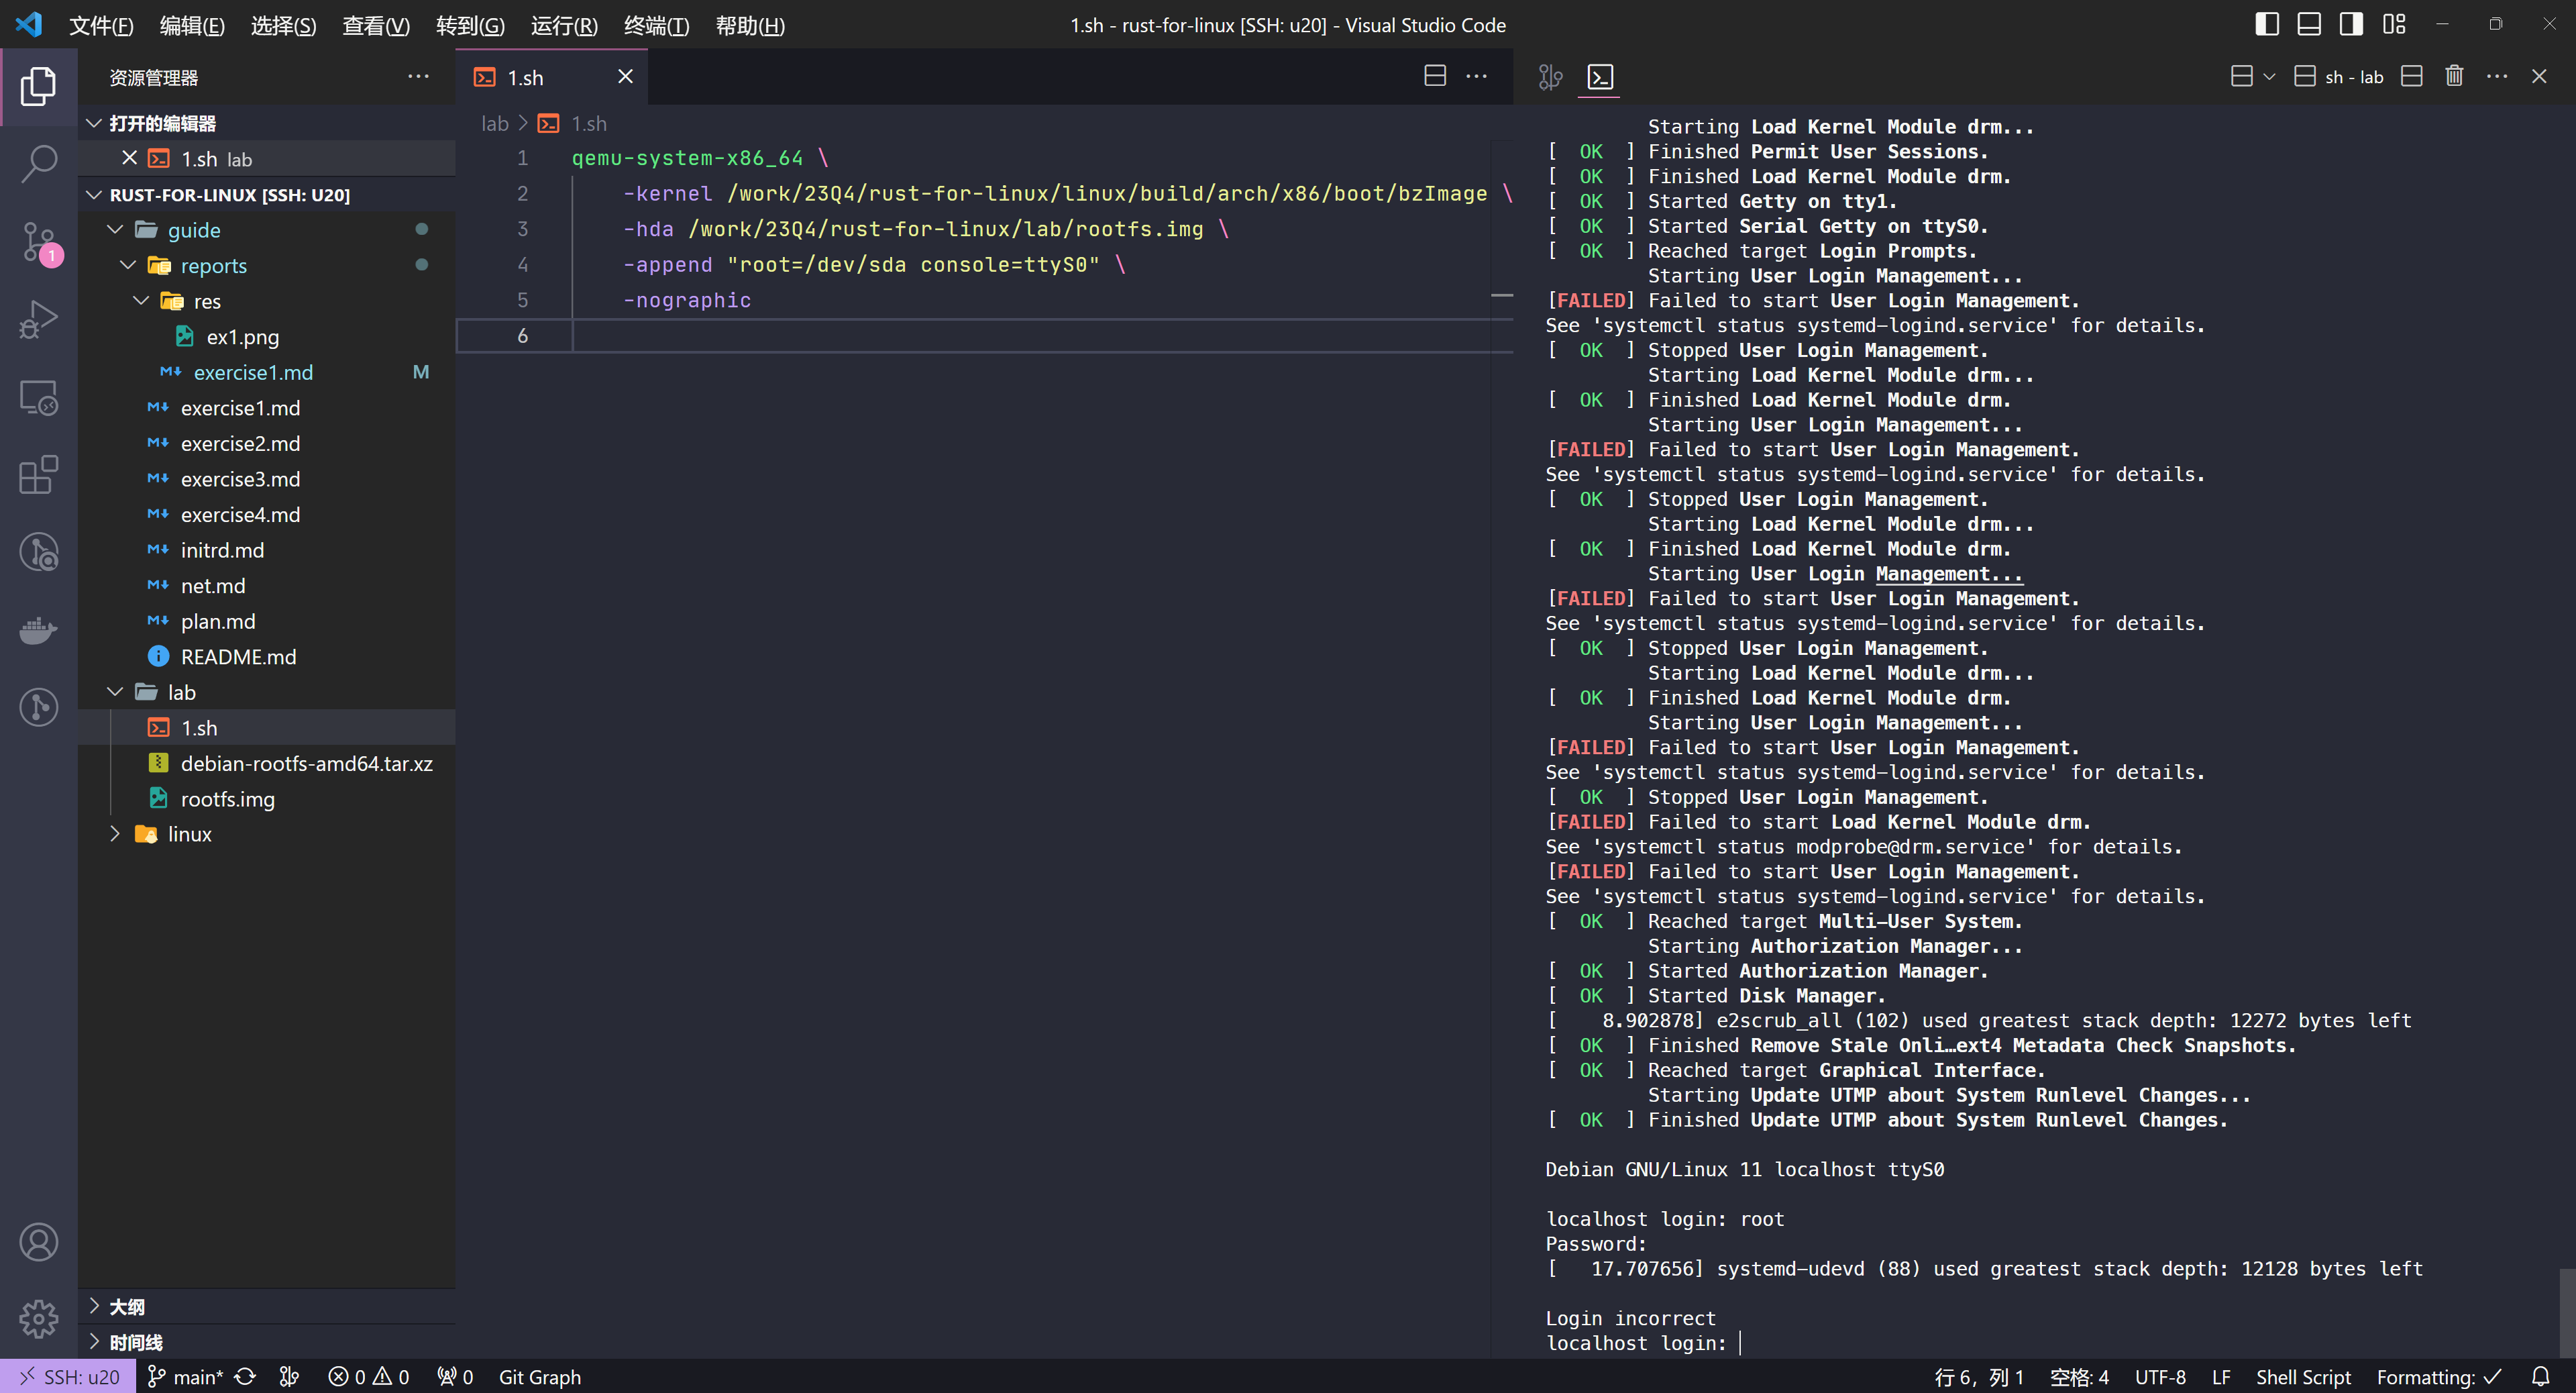 文件(F) 编辑(E) 选择(S) 查看(V) 转到(G) 运行(R) 终端(T) 帮助(H)
1.sh - rust-for-linux [SSH: u20] - Visual Studio Code
资源管理器
打开的编辑器
1.sh lab
RUST-FOR-LINUX [SSH: U20]
guide
reports
res
ex1.png
exercise1.md M
exercise1.md
exercise2.md
exercise3.md
exercise4.md
initrd.md
net.md
plan.md
README.md
lab
1.sh
debian-rootfs-amd64.tar.xz
rootfs.img
linux
大纲
时间线
1
1.sh
lab > 1.sh
1 qemu-system-x86_64 \
2 -kernel /work/23Q4/rust-for-linux/linux/build/arch/x86/boot/bzImage \
3 -hda /work/23Q4/rust-for-linux/lab/rootfs.img \
4 -append "root=/dev/sda console=ttyS0" \
5 -nographic
6
sh - lab
Starting Load Kernel Module drm...
[  OK  ] Finished Permit User Sessions.
[  OK  ] Finished Load Kernel Module drm.
[  OK  ] Started Getty on tty1.
[  OK  ] Started Serial Getty on ttyS0.
[  OK  ] Reached target Login Prompts.
Starting User Login Management...
[FAILED] Failed to start User Login Management.
See 'systemctl status systemd-logind.service' for details.
[  OK  ] Stopped User Login Management.
Starting Load Kernel Module drm...
[  OK  ] Finished Load Kernel Module drm.
Starting User Login Management...
[FAILED] Failed to start User Login Management.
See 'systemctl status systemd-logind.service' for details.
[  OK  ] Stopped User Login Management.
Starting Load Kernel Module drm...
[  OK  ] Finished Load Kernel Module drm.
Starting User Login Management...
[FAILED] Failed to start User Login Management.
See 'systemctl status systemd-logind.service' for details.
[  OK  ] Stopped User Login Management.
Starting Load Kernel Module drm...
[  OK  ] Finished Load Kernel Module drm.
Starting User Login Management...
[FAILED] Failed to start User Login Management.
See 'systemctl status systemd-logind.service' for details.
[  OK  ] Stopped User Login Management.
[FAILED] Failed to start Load Kernel Module drm.
See 'systemctl status modprobe@drm.service' for details.
[FAILED] Failed to start User Login Management.
See 'systemctl status systemd-logind.service' for details.
[  OK  ] Reached target Multi-User System.
Starting Authorization Manager...
[  OK  ] Started Authorization Manager.
[  OK  ] Started Disk Manager.
[    8.902878] e2scrub_all (102) used greatest stack depth: 12272 bytes left
[  OK  ] Finished Remove Stale Onli…ext4 Metadata Check Snapshots.
[  OK  ] Reached target Graphical Interface.
Starting Update UTMP about System Runlevel Changes...
[  OK  ] Finished Update UTMP about System Runlevel Changes.
Debian GNU/Linux 11 localhost ttyS0
localhost login: root
Password:
[   17.707656] systemd-udevd (88) used greatest stack depth: 12128 bytes left
Login incorrect
localhost login:
SSH: u20 main* 0 0 0 Git Graph 行 6，列 1 空格: 4 UTF-8 LF Shell Script Formatting: ✓